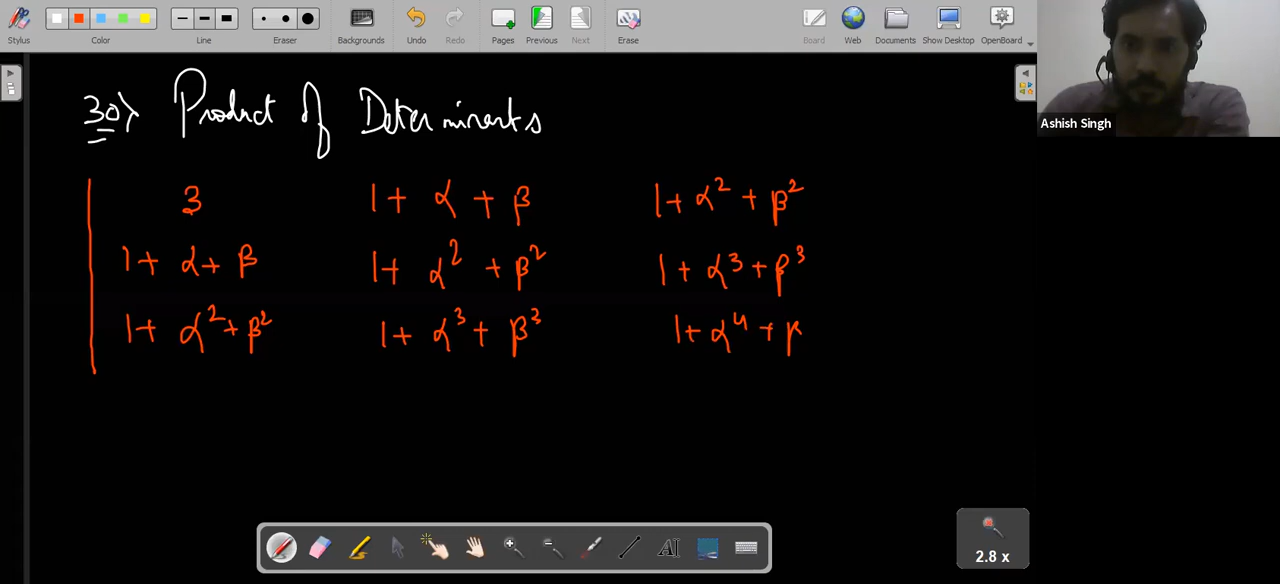 Stylus Color Line Eraser Backgrounds Undo Redo Pages Previous Next Erase Board Web Documents Show Desktop OpenBoard
Ashish Singh
30> Product Of Determinants
3 1+ α + β 1+ α² + β²
1+ α+ β 1+ α² + β² 1 + α³ + β³
1+ α² + β² 1+ α³ + β³ 1+ α⁴ + β
AI
2.8 x